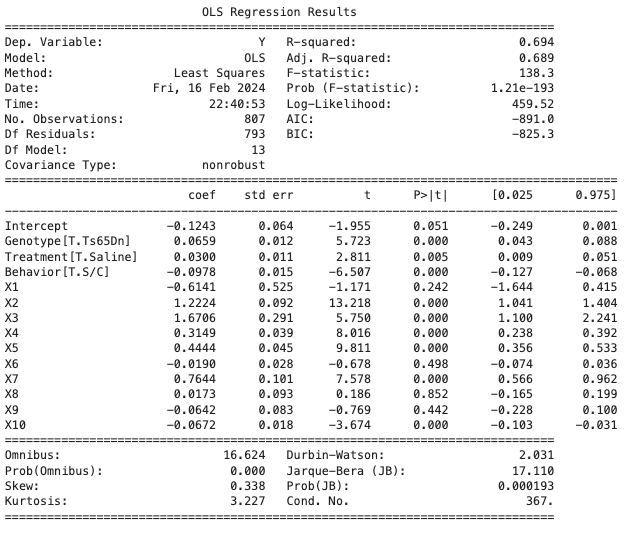 OLS Regression Results
==============================================================================
Dep. Variable:                      Y   R-squared:                       0.694
Model:                            OLS   Adj. R-squared:                  0.689
Method:                 Least Squares   F-statistic:                     138.3
Date:                Fri, 16 Feb 2024   Prob (F-statistic):          1.21e-193
Time:                        22:40:53   Log-Likelihood:                 459.52
No. Observations:                 807   AIC:                            -891.0
Df Residuals:                     793   BIC:                            -825.3
Df Model:                          13
Covariance Type:            nonrobust
=======================================================================================
                          coef    std err          t      P>|t|      [0.025      0.975]
---------------------------------------------------------------------------------------
Intercept              -0.1243      0.064     -1.955      0.051      -0.249       0.001
Genotype[T.Ts65Dn]      0.0659      0.012      5.723      0.000       0.043       0.088
Treatment[T.Saline]     0.0300      0.011      2.811      0.005       0.009       0.051
Behavior[T.S/C]        -0.0978      0.015     -6.507      0.000      -0.127      -0.068
X1                     -0.6141      0.525     -1.171      0.242      -1.644       0.415
X2                      1.2224      0.092     13.218      0.000       1.041       1.404
X3                      1.6706      0.291      5.750      0.000       1.100       2.241
X4                      0.3149      0.039      8.016      0.000       0.238       0.392
X5                      0.4444      0.045      9.811      0.000       0.356       0.533
X6                     -0.0190      0.028     -0.678      0.498      -0.074       0.036
X7                      0.7644      0.101      7.578      0.000       0.566       0.962
X8                      0.0173      0.093      0.186      0.852      -0.165       0.199
X9                     -0.0642      0.083     -0.769      0.442      -0.228       0.100
X10                    -0.0672      0.018     -3.674      0.000      -0.103      -0.031
==============================================================================
Omnibus:                       16.624   Durbin-Watson:                   2.031
Prob(Omnibus):                  0.000   Jarque-Bera (JB):               17.110
Skew:                           0.338   Prob(JB):                     0.000193
Kurtosis:                       3.227   Cond. No.                         367.
==============================================================================